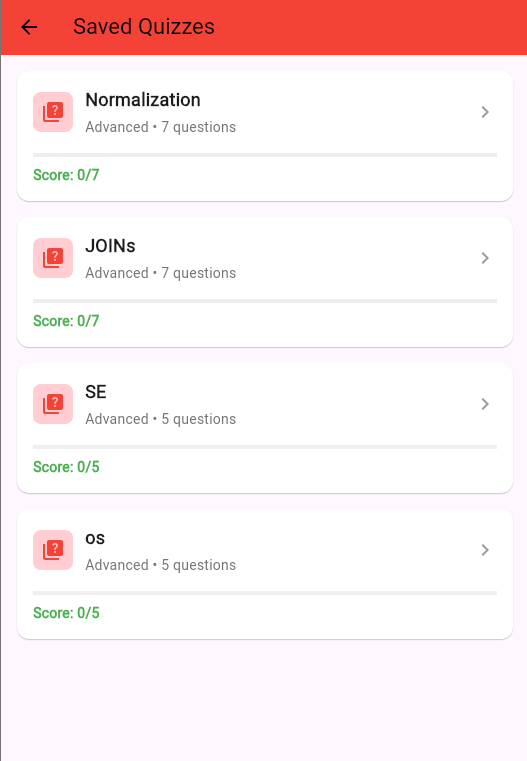 Saved Quizzes
Normalization
Advanced • 7 questions
Score: 0/7
JOINs
Advanced • 7 questions
Score: 0/7
SE
Advanced • 5 questions
Score: 0/5
os
Advanced • 5 questions
Score: 0/5